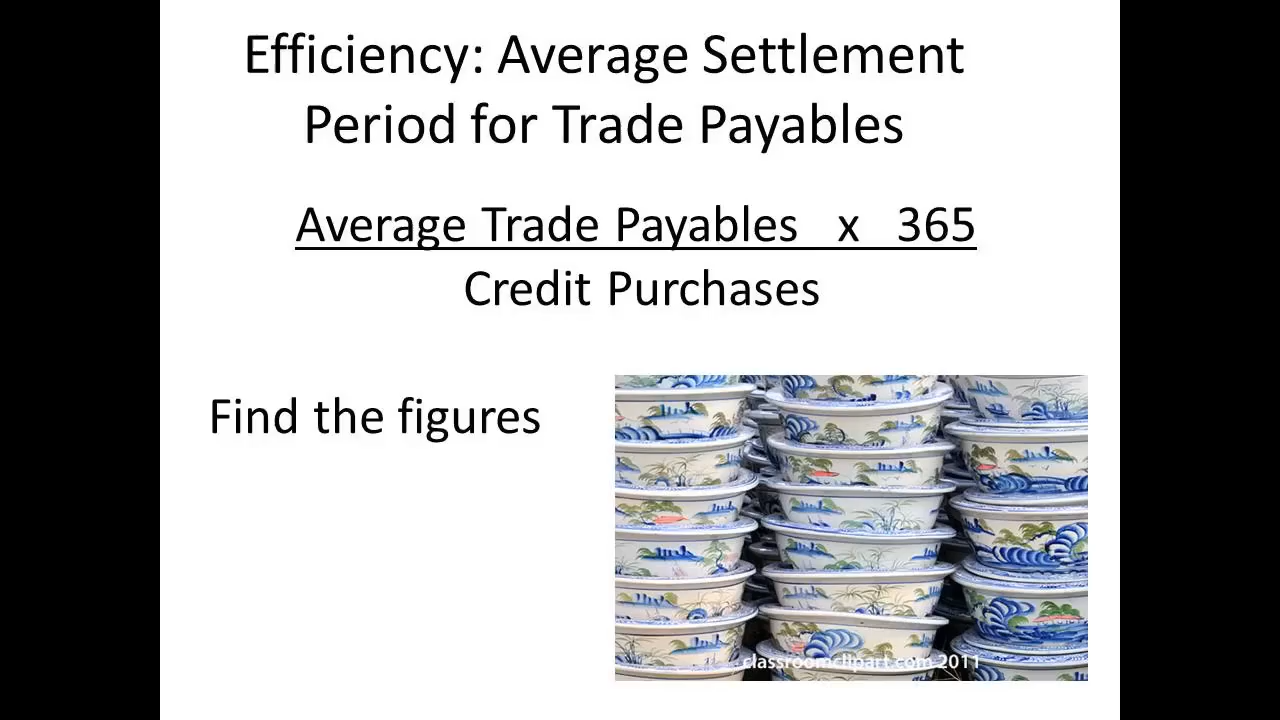 Efficiency: Average Settlement
Period for Trade Payables
Average Trade Payables x 365
Credit Purchases
Find the figures
classroomclipart.com 2011